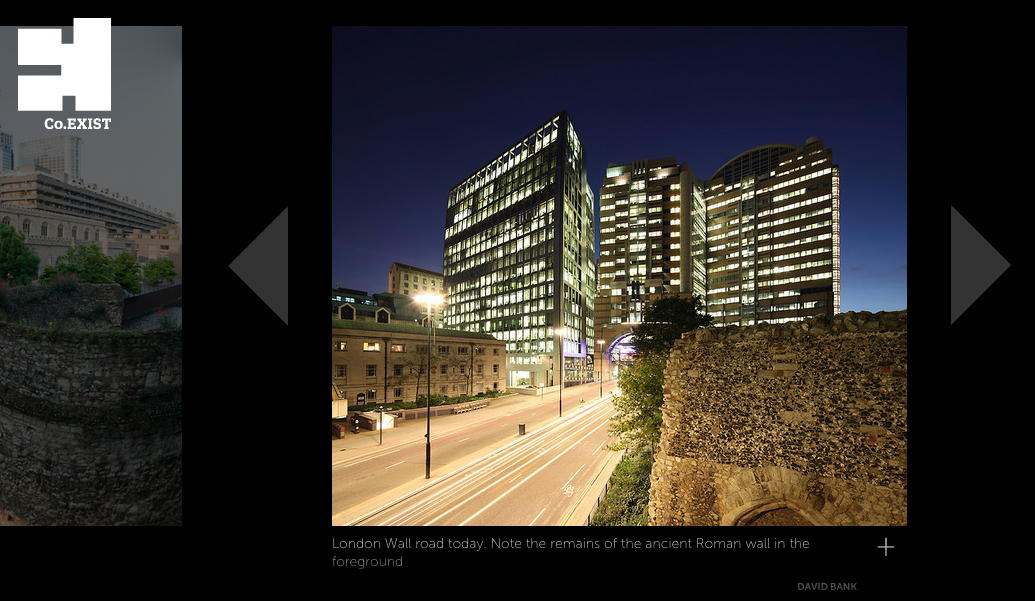 Co.EXIST
London Wall road today. Note the remains of the ancient Roman wall in the
foreground
DAVID BANK